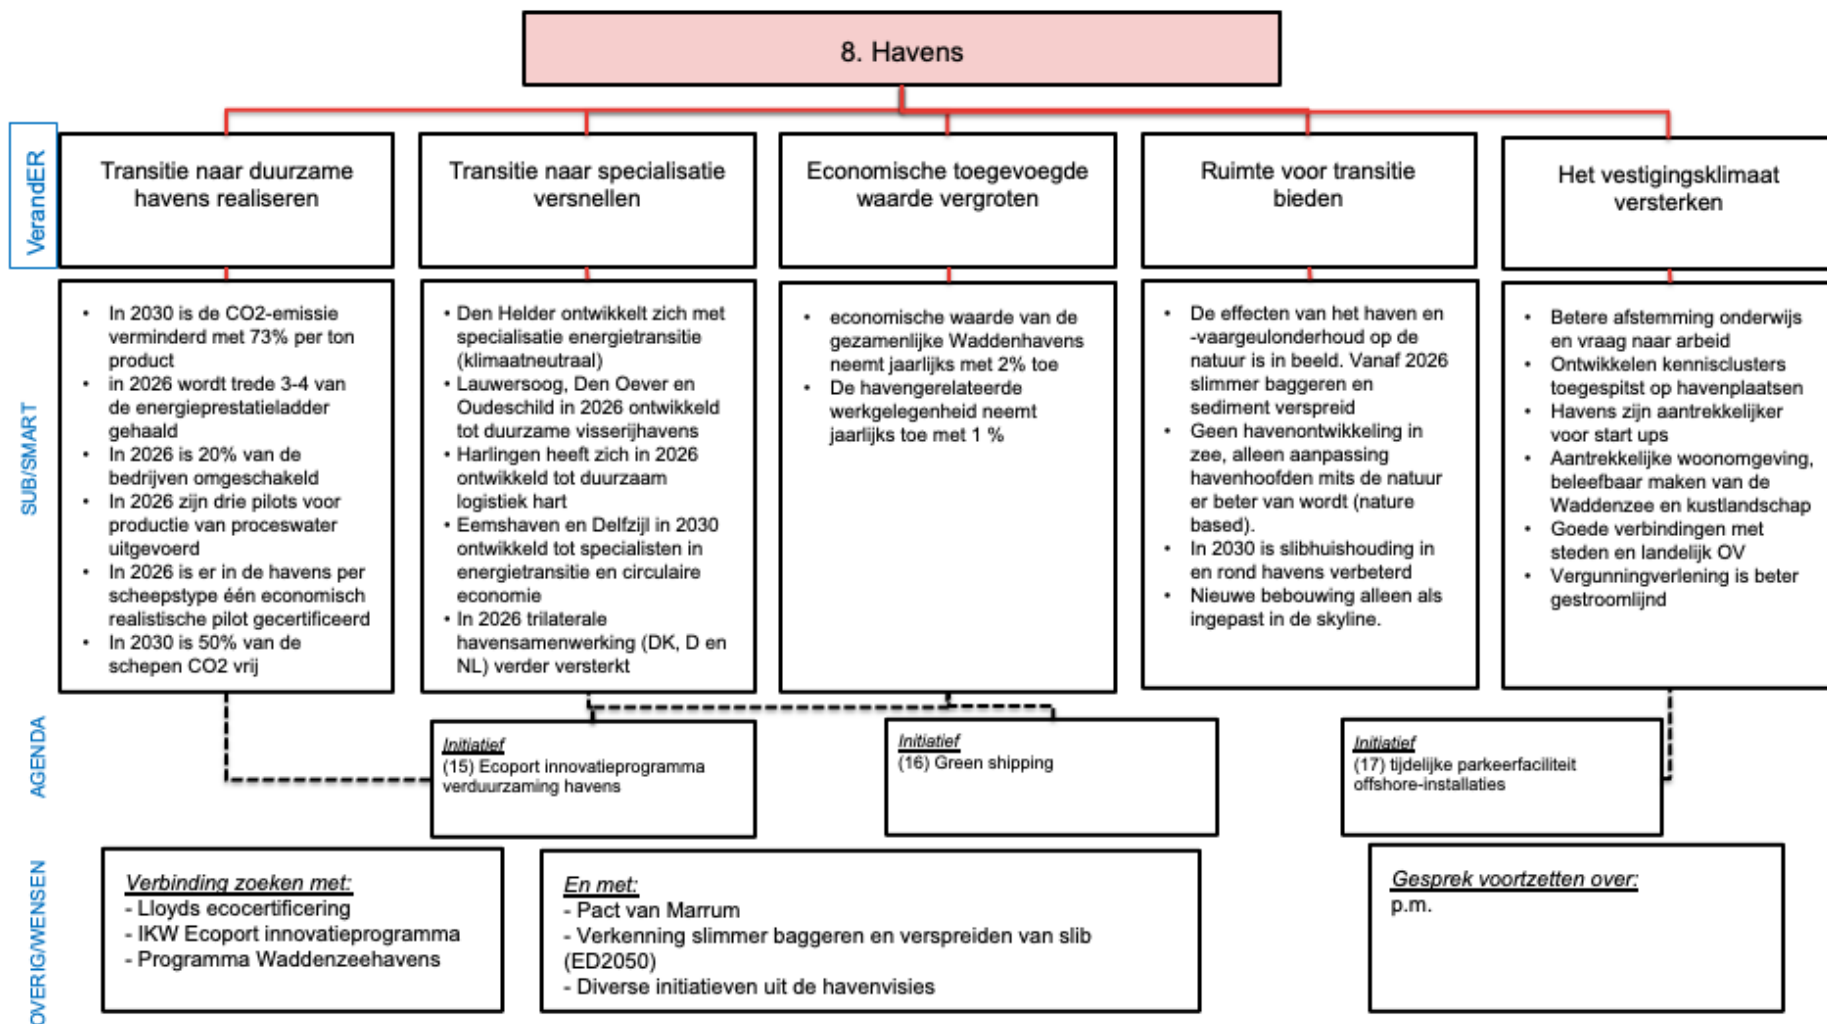 8. Havens
VerandER
Transitie naar duurzame
havens realiseren
Transitie naar specialisatie
versnellen
Economische toegevoegde
waarde vergroten
Ruimte voor transitie
bieden
Het vestigingsklimaat
versterken
SUB/SMART
• In 2030 is de CO2-emissie
verminderd met 73% per ton
product
• in 2026 wordt trede 3-4 van
de energieprestatieladder
gehaald
• In 2026 is 20% van de
bedrijven omgeschakeld
• In 2026 zijn drie pilots voor
productie van proceswater
uitgevoerd
• In 2026 is er in de havens per
scheepstype één economisch
realistische pilot gecertificeerd
• In 2030 is 50% van de
schepen CO2 vrij
• Den Helder ontwikkelt zich met
specialisatie energietransitie
(klimaatneutraal)
• Lauwersoog, Den Oever en
Oudeschild in 2026 ontwikkeld
tot duurzame visserijhavens
• Harlingen heeft zich in 2026
ontwikkeld tot duurzaam
logistiek hart
• Eemshaven en Delfzijl in 2030
ontwikkeld tot specialisten in
energietransitie en circulaire
economie
• In 2026 trilaterale
havensamenwerking (DK, D en
NL) verder versterkt
• economische waarde van de
gezamenlijke Waddenhavens
neemt jaarlijks met 2% toe
• De havengerelateerde
werkgelegenheid neemt
jaarlijks toe met 1 %
• De effecten van het haven en
-vaargeulonderhoud op de
natuur is in beeld. Vanaf 2026
slimmer baggeren en
sediment verspreid
• Geen havenontwikkeling in
zee, alleen aanpassing
havenhoofden mits de natuur
er beter van wordt (nature
based).
• In 2030 is slibhuishouding in
en rond havens verbeterd
• Nieuwe bebouwing alleen als
ingepast in de skyline.
• Betere afstemming onderwijs
en vraag naar arbeid
• Ontwikkelen kennisclusters
toegespitst op havenplaatsen
• Havens zijn aantrekkelijker
voor start ups
• Aantrekkelijke woonomgeving,
beleefbaar maken van de
Waddenzee en kustlandschap
• Goede verbindingen met
steden en landelijk OV
• Vergunningverlening is beter
gestroomlijnd
AGENDA
Initiatief
(15) Ecoport innovatieprogramma
verduurzaming havens
Initiatief
(16) Green shipping
Initiatief
(17) tijdelijke parkeerfaciliteit
offshore-installaties
OVERIG/WENSEN
Verbinding zoeken met:
- Lloyds ecocertificering
- IKW Ecoport innovatieprogramma
- Programma Waddenzeehavens
En met:
- Pact van Marrum
- Verkenning slimmer baggeren en verspreiden van slib
(ED2050)
- Diverse initiatieven uit de havenvisies
Gesprek voortzetten over:
p.m.